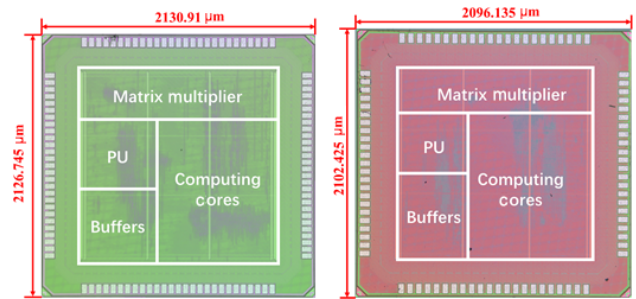 2130.91 μm
2126.745 μm
Matrix multiplier
PU
Computing
cores
Buffers
2096.135 μm
2102.425 μm
Matrix multiplier
PU
Computing
cores
Buffers